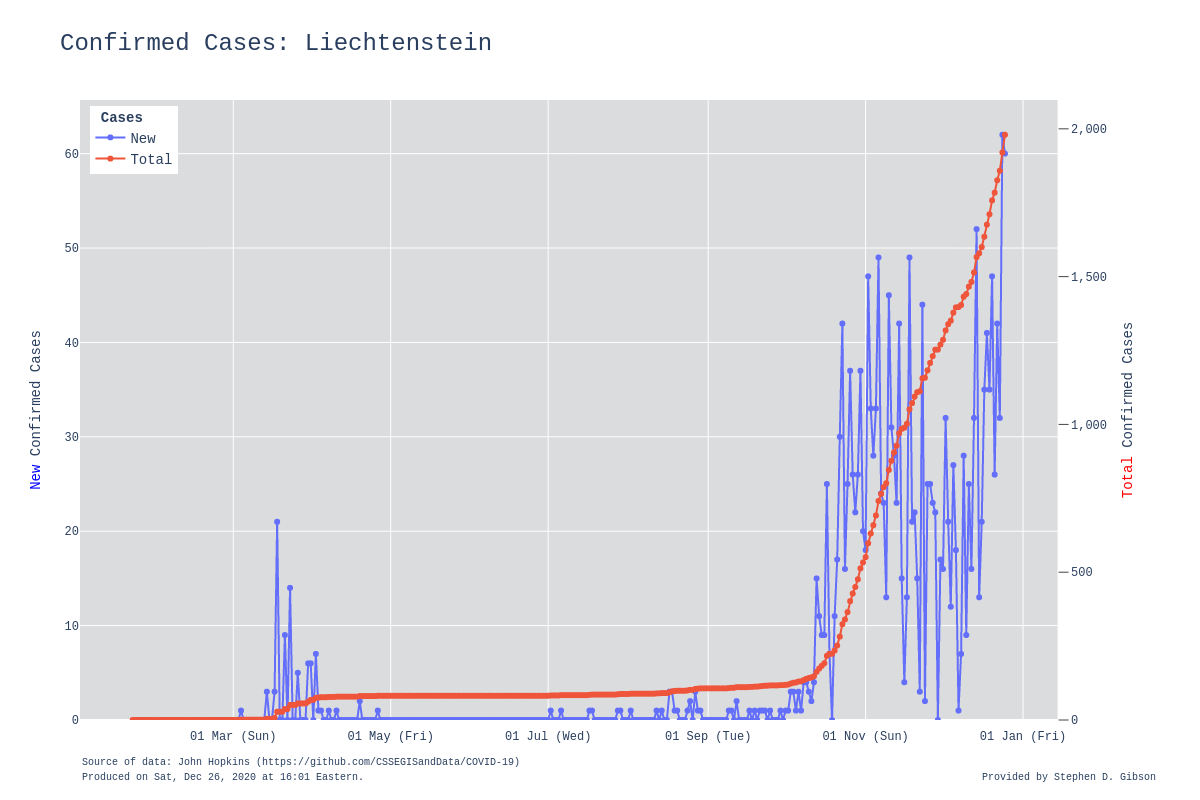 Confirmed Cases: Liechtenstein
Cases
New
Total
60
50
40
30
20
10
0
2,000
1,500
1,000
500
0
New Confirmed Cases
Total Confirmed Cases
01 Mar (Sun)
01 May (Fri)
01 Jul (Wed)
01 Sep (Tue)
01 Nov (Sun)
01 Jan (Fri)
Source of data: John Hopkins (https://github.com/CSSEGISandData/COVID-19)
Produced on Sat, Dec 26, 2020 at 16:01 Eastern.
Provided by Stephen D. Gibson